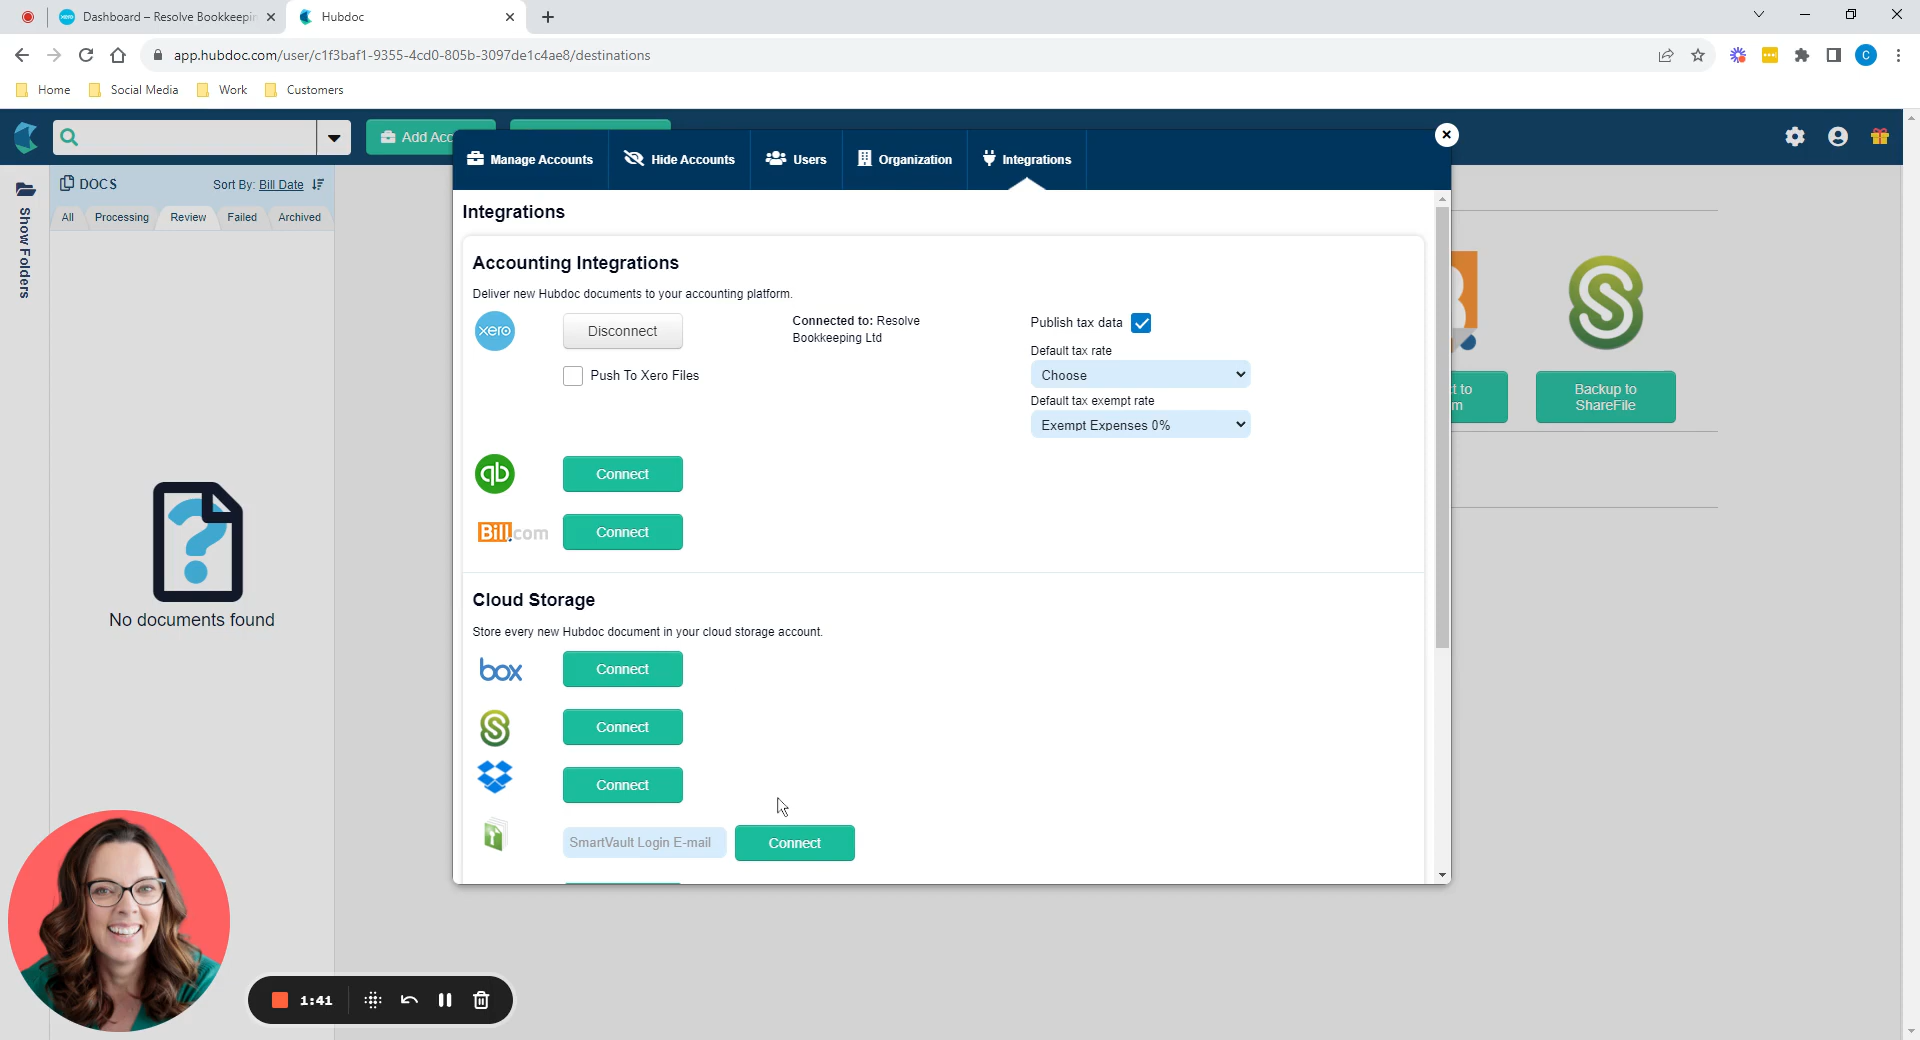 Dashboard – Resolve Bookkeepin
Hubdoc
app.hubdoc.com/user/c1f3baf1-9355-4cd0-805b-3097de1c4ae8/destinations
C
Home
Social Media
Work
Customers
Add Acc
Manage Accounts
Hide Accounts
Users
Organization
Integrations
Show Folders
DOCS
Sort By: Bill Date
All
Processing
Review
Failed
Archived
No documents found
Integrations
Accounting Integrations
Deliver new Hubdoc documents to your accounting platform.
xero
Disconnect
Connected to: Resolve
Bookkeeping Ltd
Publish tax data
Push To Xero Files
Default tax rate
Choose
Default tax exempt rate
Exempt Expenses 0%
qb
Connect
Bill.com
Connect
Cloud Storage
Store every new Hubdoc document in your cloud storage account.
box
Connect
Connect
Connect
SmartVault Login E-mail
Connect
t to
m
Backup to
ShareFile
1:41